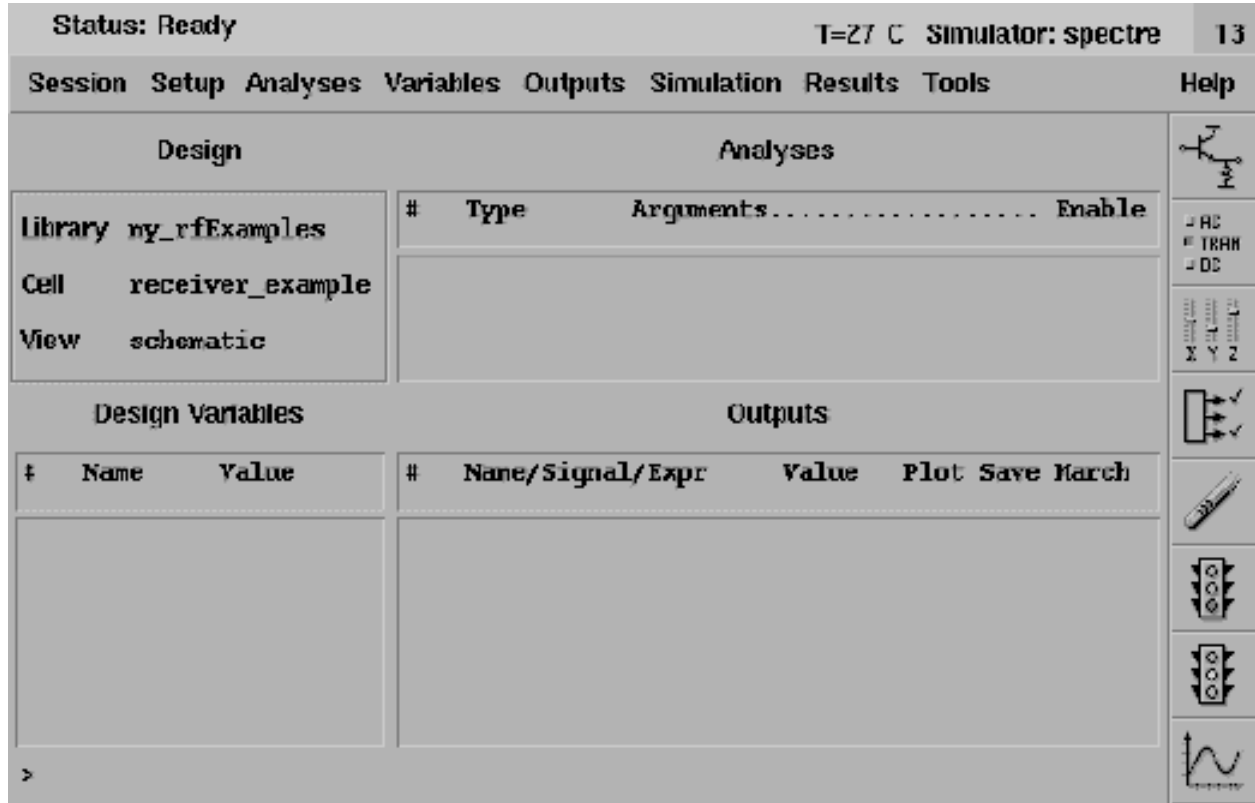 Status: Ready
T=27 C Simulator: spectre 13
Session Setup Analyses Variables Outputs Simulation Results Tools Help
Design
Library my_rfExamples
Cell receiver_example
View schematic
Analyses
# Type Arguments................... Enable
Design Variables
# Name Value
Outputs
# Name/Signal/Expr Value Plot Save March
>
AC
TRAN
DC
X Y Z